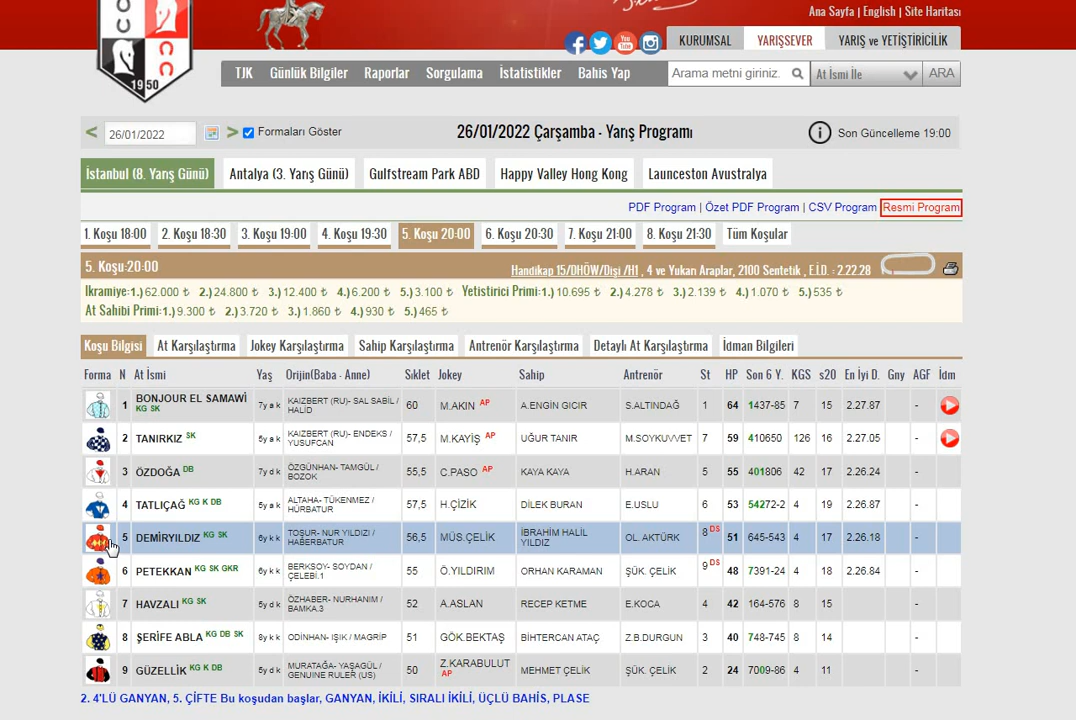 Ana Sayfa | English | Site Haritası
KURUMSAL YARIŞSEVER YARIŞ ve YETİŞTİRİCİLİK
1950
TJK Günlük Bilgiler Raporlar Sorgulama İstatistikler Bahis Yap Arama metni giriniz. At İsmi İle ARA
< 26/01/2022 > Formaları Göster 26/01/2022 Çarşamba - Yarış Programı Son Güncelleme 19:00
İstanbul (8. Yarış Günü) Antalya (3. Yarış Günü) Gulfstream Park ABD Happy Valley Hong Kong Launceston Avustralya
PDF Program | Özet PDF Program | CSV Program Resmi Program
1. Koşu 18:00 2. Koşu 18:30 3. Koşu 19:00 4. Koşu 19:30 5. Koşu 20:00 6. Koşu 20:30 7. Koşu 21:00 8. Koşu 21:30 Tüm Koşular
5. Koşu:20:00 Handikap 15/DHÖW/Dişi /H1 , 4 ve Yukarı Araplar, 2100 Sentetik , E.İ.D. : 2.22.28
İkramiye:1.) 62.000 ₺ 2.) 24.800 ₺ 3.) 12.400 ₺ 4.) 6.200 ₺ 5.) 3.100 ₺ Yetistirici Primi:1.) 10.695 ₺ 2.) 4.278 ₺ 3.) 2.139 ₺ 4.) 1.070 ₺ 5.) 535 ₺
At Sahibi Primi:1.) 9.300 ₺ 2.) 3.720 ₺ 3.) 1.860 ₺ 4.) 930 ₺ 5.) 465 ₺
Koşu Bilgisi At Karşılaştırma Jokey Karşılaştırma Sahip Karşılaştırma Antrenör Karşılaştırma Detaylı At Karşılaştırma İdman Bilgileri
Forma N At İsmi Yaş Orijin(Baba - Anne) Sıklet Jokey Sahip Antrenör St HP Son 6 Y. KGS s20 En İyi D. Gny AGF İdm
1 BONJOUR EL SAMAWİ KG SK 7y a k KAIZBERT (RU)- SAL SABİL / HALİD 60 M.AKIN AP A.ENGİN GICIR S.ALTINDAĞ 1 64 1437-85 7 15 2.27.87 -
2 TANIRKIZ SK 5y a k KAIZBERT (RU)- ENDEKS / YUSUFCAN 57,5 M.KAYİŞ AP UĞUR TANIR M.SOYKUVVET 7 59 410650 126 16 2.27.05 -
3 ÖZDOĞA DB 7y d k ÖZGÜNHAN- TAMGÜL / BOZOK 55,5 C.PASO AP KAYA KAYA H.ARAN 5 55 401806 42 17 2.26.24 -
4 TATLIÇAĞ KG K DB 5y a k ALTAHA- TÜKENMEZ / HÜRBATUR 57,5 H.ÇİZİK DİLEK BURAN E.USLU 6 53 54272-2 4 19 2.26.87 -
5 DEMİRYILDIZ KG SK 6y k k TOŞUR- NUR YILDIZI / HABERBATUR 56,5 MÜS.ÇELİK İBRAHİM HALİL YILDIZ OL. AKTÜRK 8 DS 51 645-543 4 17 2.26.18 -
6 PETEKKAN KG SK GKR 6y k k BERKSOY- SOYDAN / ÇELEBİ.1 55 Ö.YILDIRIM ORHAN KARAMAN ŞÜK. ÇELİK 9 DS 48 7391-24 4 18 2.26.84 -
7 HAVZALI KG SK 5y d k ÖZHABER- NURHANIM / BAMKA.3 52 A.ASLAN RECEP KETME E.KOCA 4 42 164-576 8 15 -
8 ŞERİFE ABLA KG DB SK 8y k k ODİNHAN- IŞIK / MAGRİP 51 GÖK.BEKTAŞ BİHTERCAN ATAÇ Z.B.DURGUN 3 40 748-745 8 14 -
9 GÜZELLİK KG K DB 5y d k MURATAĞA- YAŞAGÜL / GENUINE RULER (US) 50 Z.KARABULUT AP MEHMET ÇELİK ŞÜK. ÇELİK 2 24 7009-86 4 11 -
2. 4'LÜ GANYAN, 5. ÇİFTE Bu koşudan başlar, GANYAN, İKİLİ, SIRALI İKİLİ, ÜÇLÜ BAHİS, PLASE